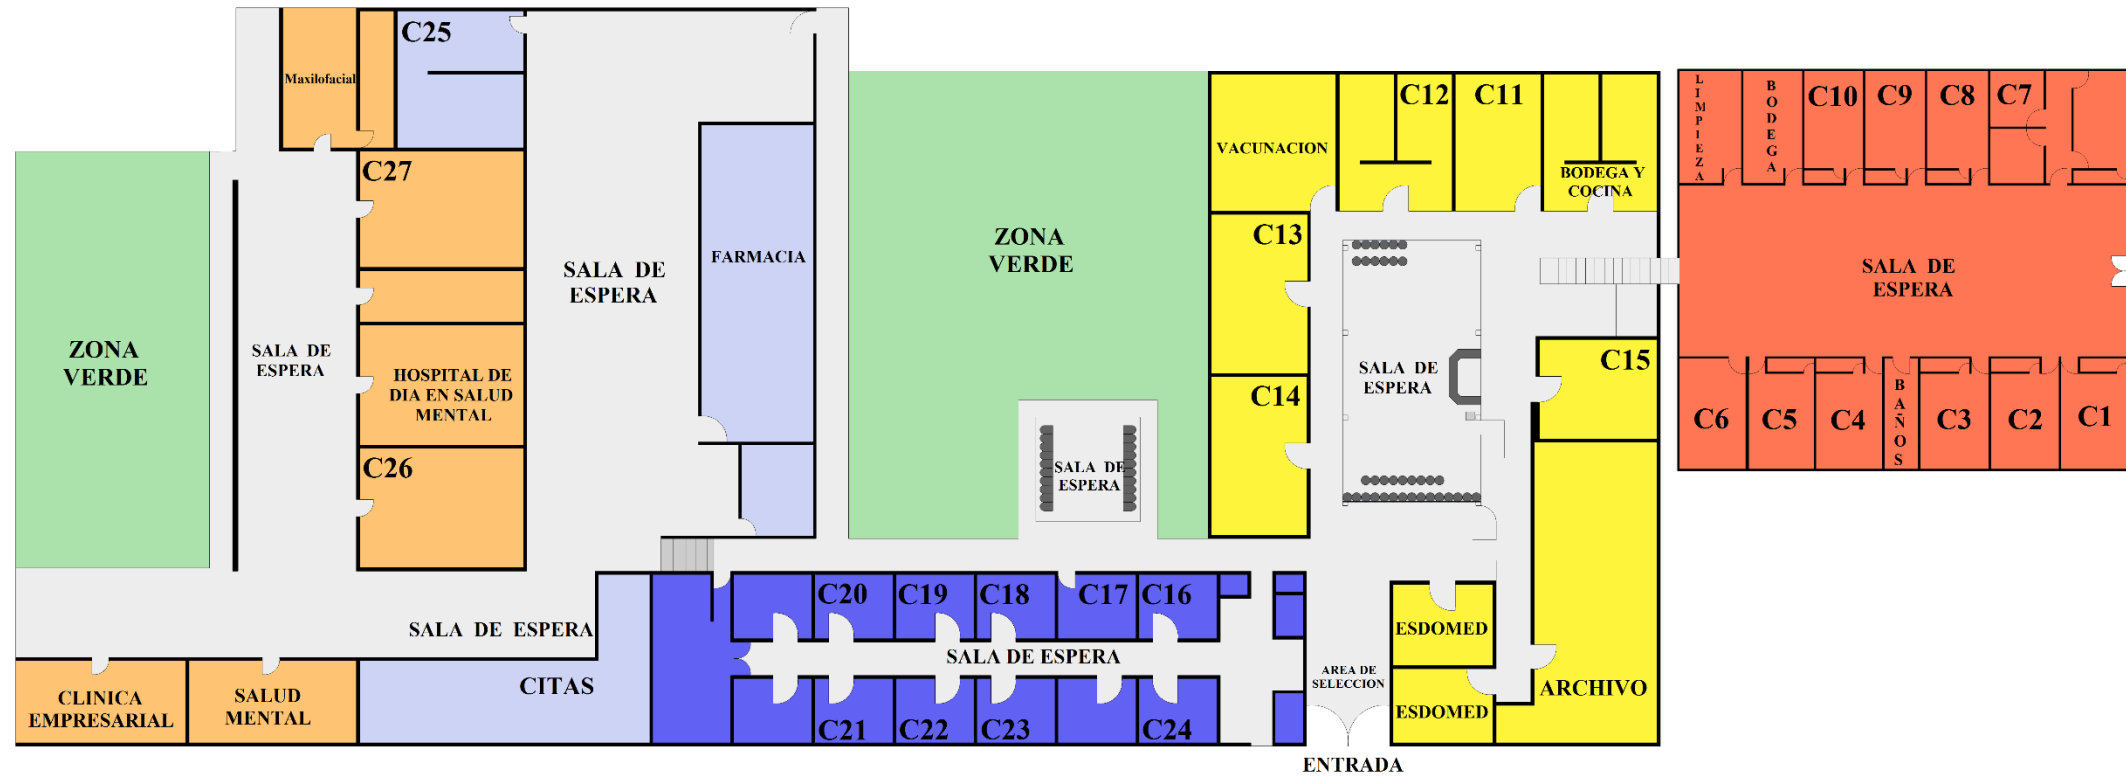 C25
Maxilofacial
C27
ZONA
VERDE
SALA DE
ESPERA
HOSPITAL DE
DIA EN SALUD
MENTAL
C26
SALA DE
ESPERA
FARMACIA
SALA DE ESPERA
CLINICA
EMPRESARIAL
SALUD
MENTAL
CITAS
ZONA
VERDE
SALA DE
ESPERA
C20
C19
C18
C17
C16
SALA DE ESPERA
C21
C22
C23
C24
VACUNACION
C12
C11
BODEGA Y
COCINA
C13
C14
SALA DE
ESPERA
C15
ESDOMED
ESDOMED
ARCHIVO
AREA DE
SELECCION
ENTRADA
LIMPIEZA
BODEGA
C10
C9
C8
C7
SALA DE
ESPERA
C6
C5
C4
BAÑOS
C3
C2
C1